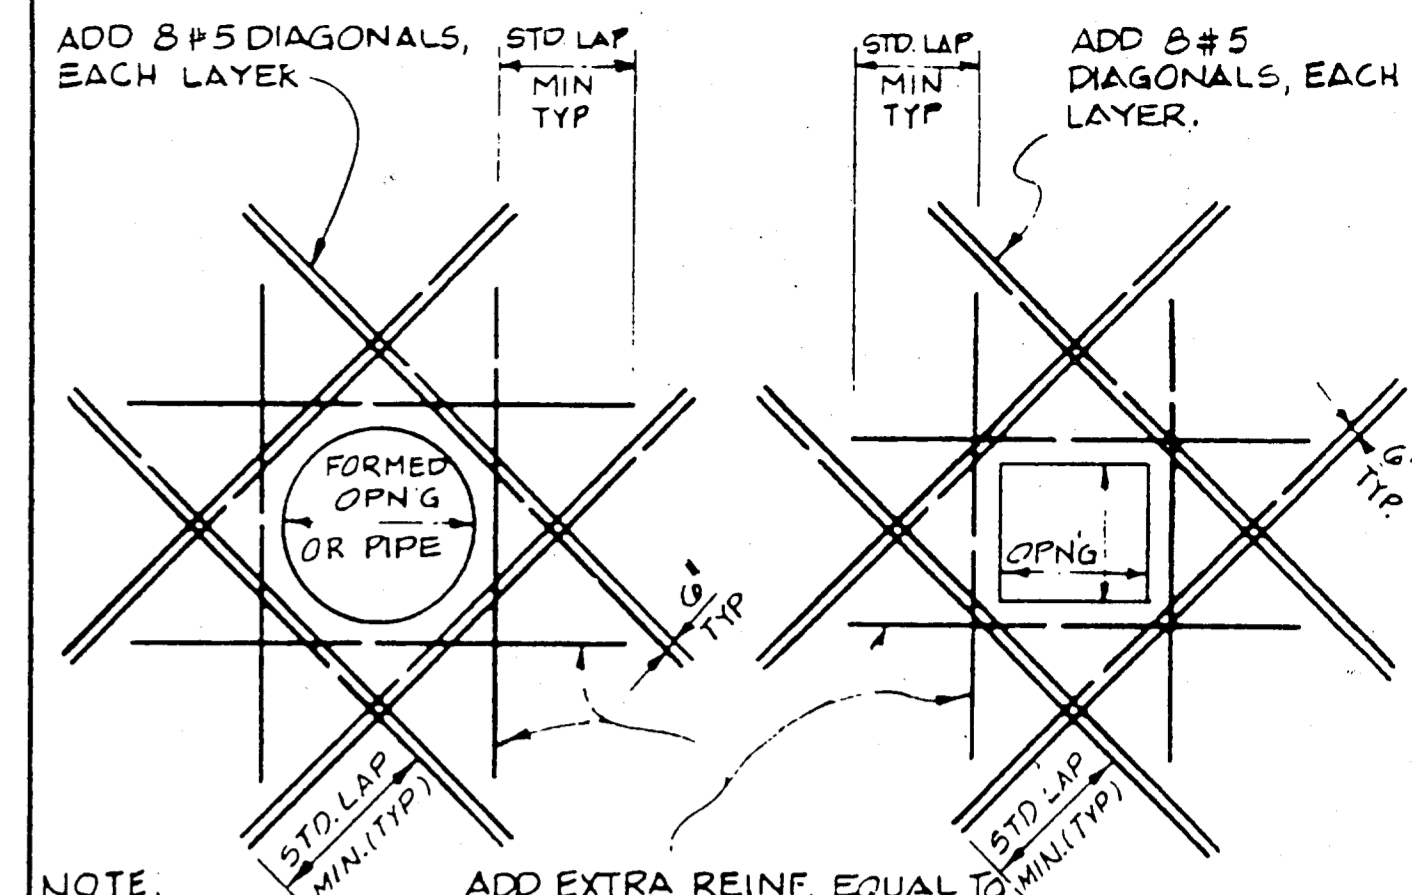 ADD 8 #5 DIAGONALS,
EACH LAYER
STD. LAP
MIN
TYP
STD. LAP
MIN
TYP
ADD 8 #5
DIAGONALS, EACH
LAYER.
FORMED
OPN'G
OR PIPE
6"
TYP
OPN'G
TYP.
STD. LAP
MIN. (TYP)
STD LAP
MIN. (TYP)
NOTE.
ADD EXTRA REINF. EQUAL TO